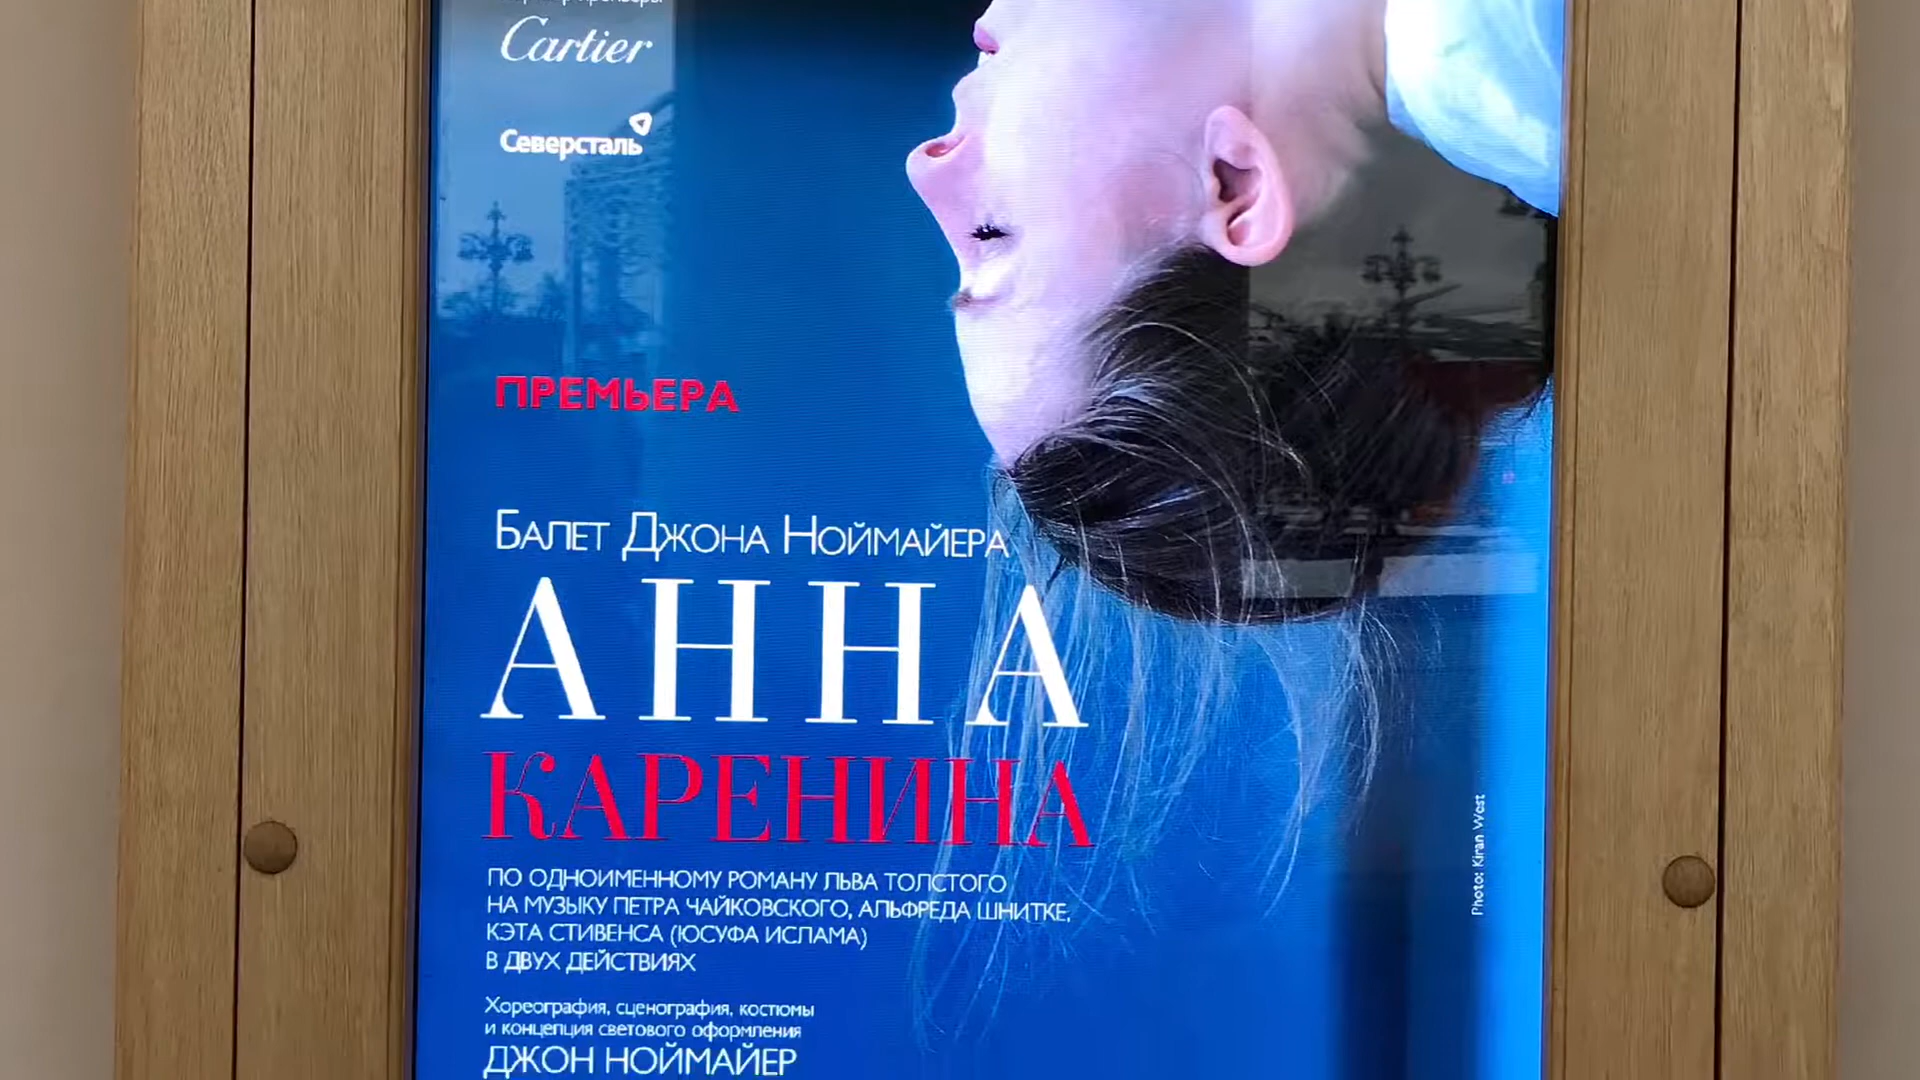 Cartier
Северсталь
ПРЕМЬЕРА
БАЛЕТ ДЖОНА НОЙМАЙЕРА
АННА
КАРЕНИНА
ПО ОДНОИМЕННОМУ РОМАНУ ЛЬВА ТОЛСТОГО
НА МУЗЫКУ ПЕТРА ЧАЙКОВСКОГО, АЛЬФРЕДА ШНИТКЕ,
КЭТА СТИВЕНСА (ЮСУФА ИСЛАМА)
В ДВУХ ДЕЙСТВИЯХ
Хореография, сценография, костюмы
и концепция светового оформления
ДЖОН НОЙМАЙЕР
Photo: Kiran West